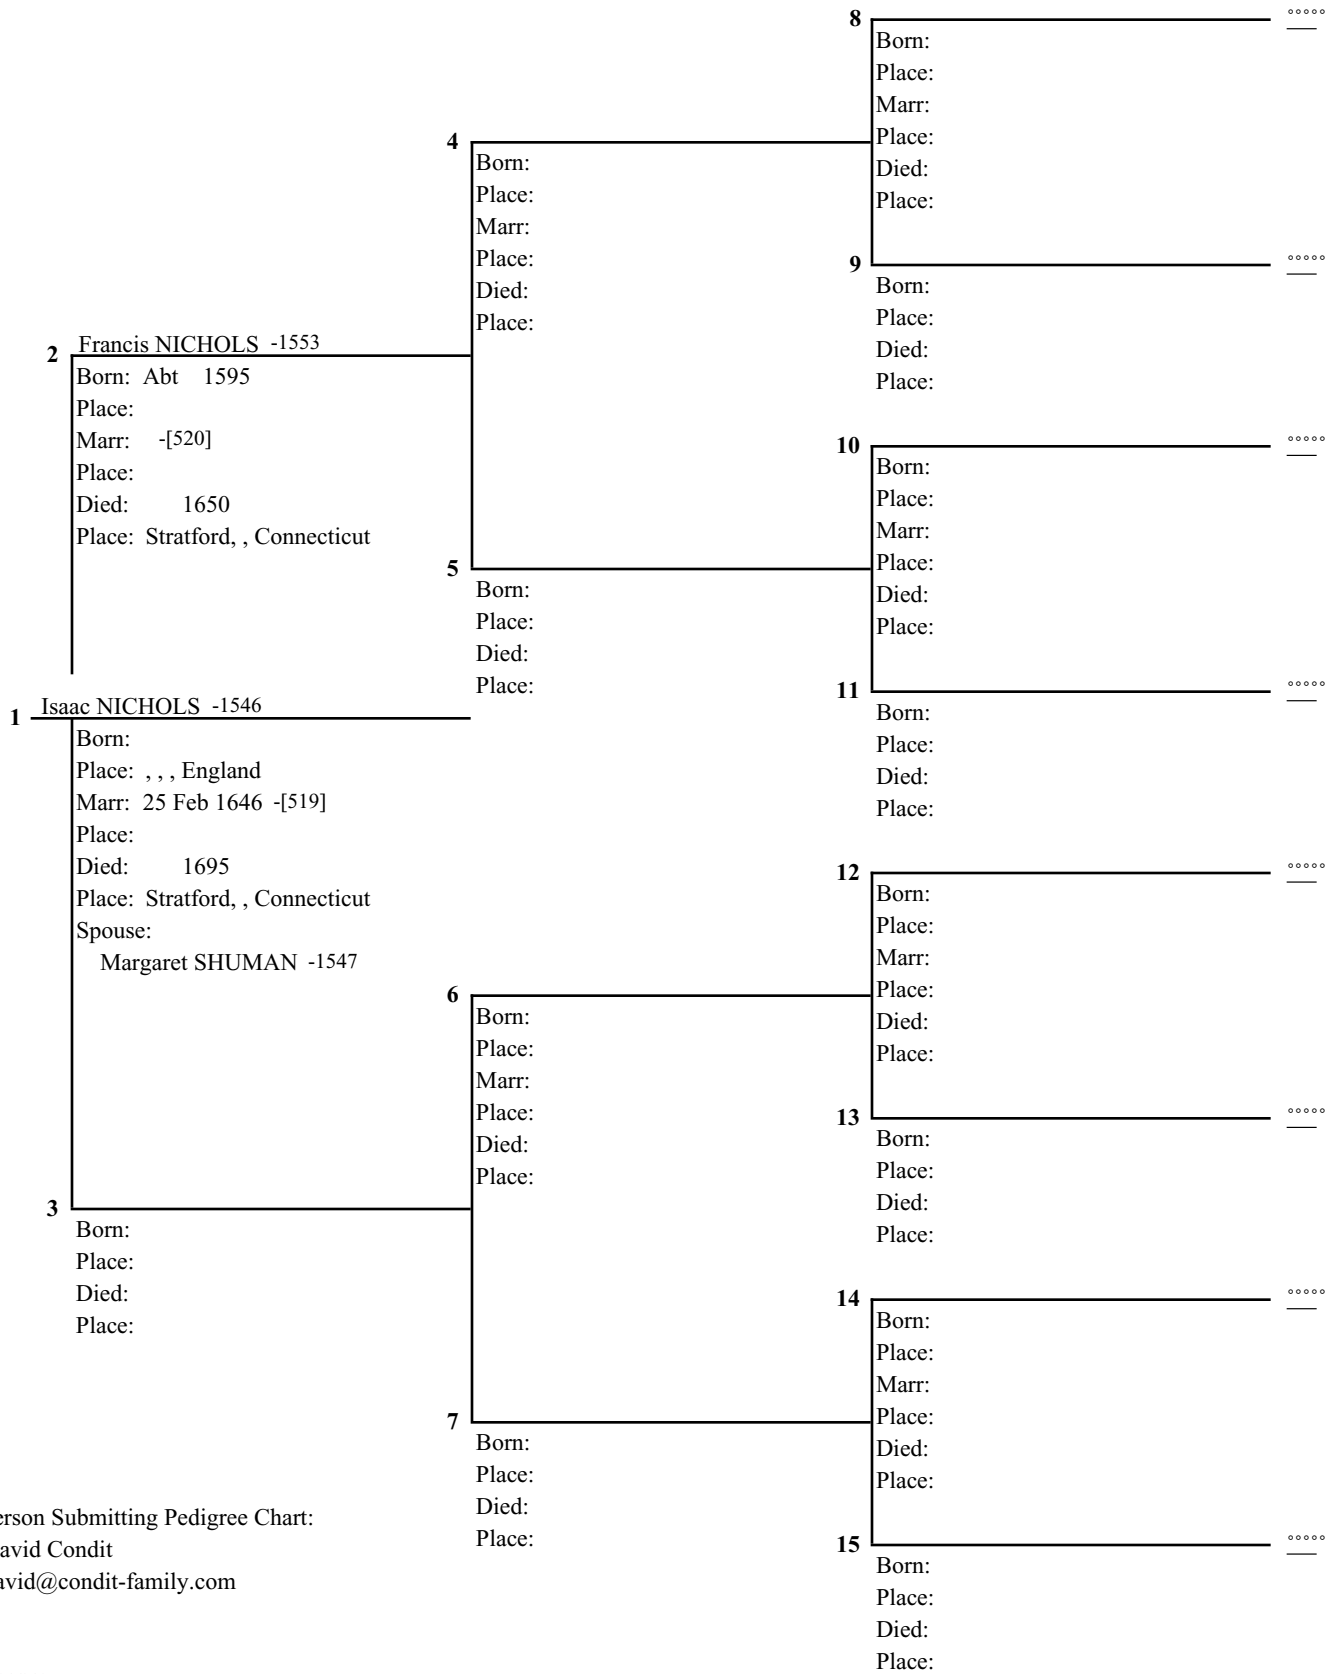 8
°°°°°
Born:
Place:
Marr:
Place:
Died:
Place:
4
Born:
Place:
Marr:
Place:
Died:
Place:
9
°°°°°
Born:
Place:
Died:
Place:
2 Francis NICHOLS -1553
Born: Abt 1595
Place:
Marr: -[520]
Place:
Died: 1650
Place: Stratford, , Connecticut
10
°°°°°
Born:
Place:
Marr:
Place:
Died:
Place:
5
Born:
Place:
Died:
Place:
11
°°°°°
Born:
Place:
Died:
Place:
1 Isaac NICHOLS -1546
Born:
Place: , , , England
Marr: 25 Feb 1646 -[519]
Place:
Died: 1695
Place: Stratford, , Connecticut
Spouse:
Margaret SHUMAN -1547
12
°°°°°
Born:
Place:
Marr:
Place:
Died:
Place:
6
Born:
Place:
Marr:
Place:
Died:
Place:
13
°°°°°
Born:
Place:
Died:
Place:
3
Born:
Place:
Died:
Place:
14
°°°°°
Born:
Place:
Marr:
Place:
Died:
Place:
7
Born:
Place:
Died:
Place:
15
°°°°°
Born:
Place:
Died:
Place:
erson Submitting Pedigree Chart:
avid Condit
avid@condit-family.com